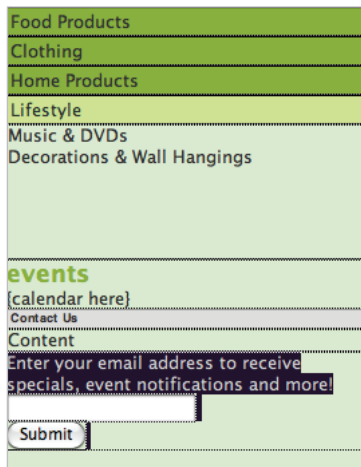 Food Products
Clothing
Home Products
Lifestyle
Music & DVDs
Decorations & Wall Hangings
events
{calendar here}
Contact Us
Content
Enter your email address to receive
specials, event notifications and more!
Submit